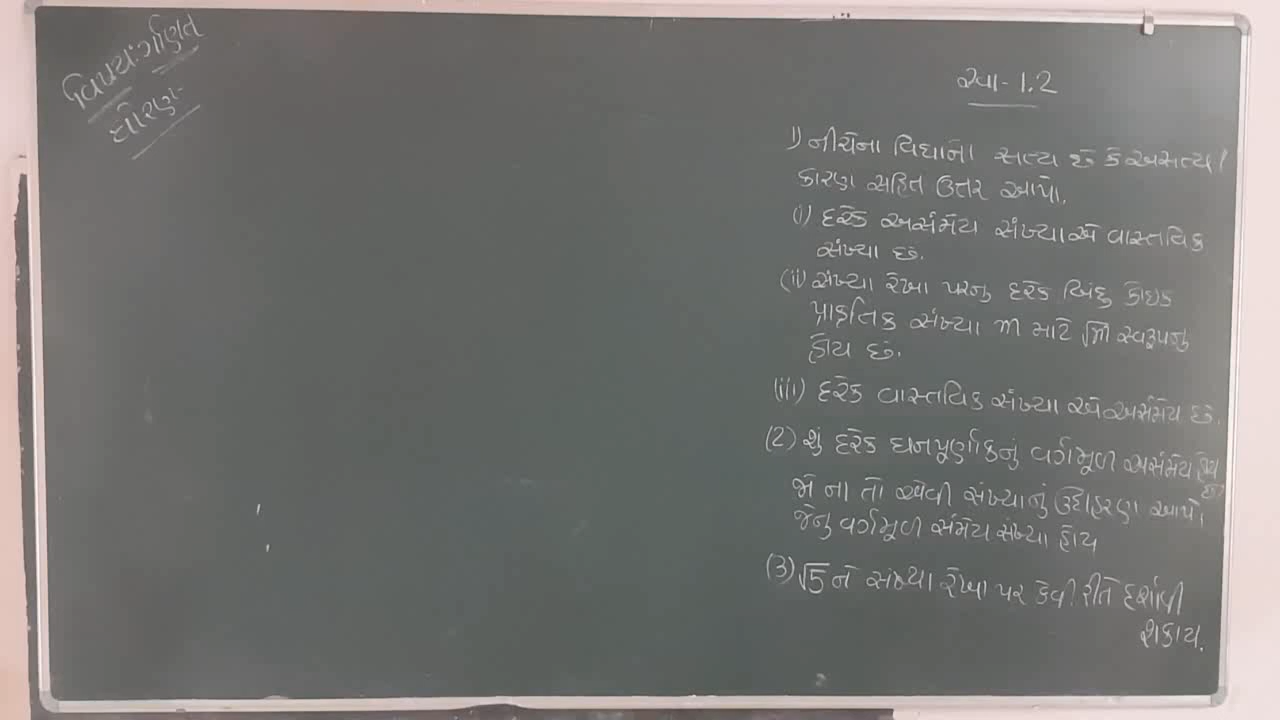 વિષય:ગણિત
ધોરણ-
સ્વા-1.2
1) નીચેના વિધાનો સત્ય છે કે અસત્ય?
કારણ સહિત ઉત્તર આપો.
(i) દરેક અસંમેય સંખ્યા એ વાસ્તવિક
સંખ્યા છે.
(ii) સંખ્યા રેખા પરનુ દરેક બિંદુ કોઇક
પ્રાકૃતિક સંખ્યા m માટે √m સ્વરૂપનુ
હોય છે.
(iii) દરેક વાસ્તવિક સંખ્યા એ અસંમેય છે.
(2) શું દરેક ધનપૂર્ણાંકનું વર્ગમૂળ અસંમેય હોય
છે?
જો ના તો એવી સંખ્યાનું ઉદાહરણ આપો.
જેનુ વર્ગમૂળ સંમેય સંખ્યા હોય
(3) √5 ને સંખ્યા રેખા પર કેવી રીતે દર્શાવી
શકાય.